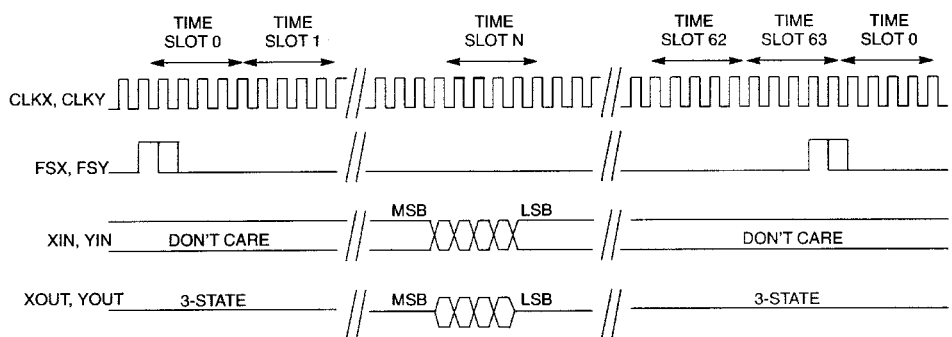 TIME SLOT 0
TIME SLOT 1
TIME SLOT N
TIME SLOT 62
TIME SLOT 63
TIME SLOT 0
CLKX, CLKY
FSX, FSY
MSB
LSB
XIN, YIN
DON'T CARE
DON'T CARE
XOUT, YOUT
3-STATE
MSB
LSB
3-STATE